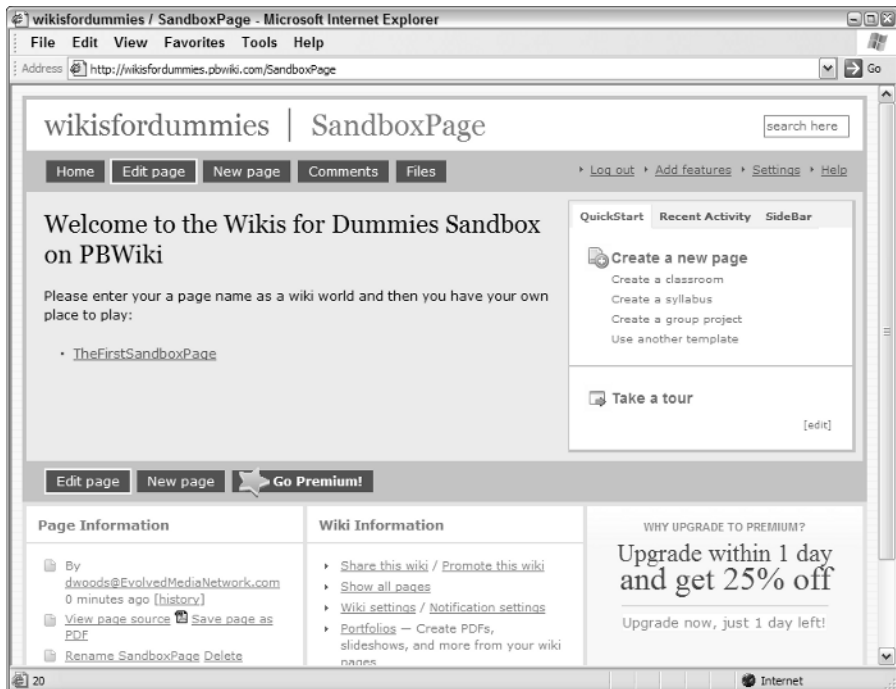 wikisfordummies / SandboxPage - Microsoft Internet Explorer
File Edit View Favorites Tools Help
Address http://wikisfordummies.pbwiki.com/SandboxPage Go
wikisfordummies | SandboxPage
search here
Home Edit page New page Comments Files
Log out Add features Settings Help
Welcome to the Wikis for Dummies Sandbox
on PBWiki
Please enter your a page name as a wiki world and then you have your own
place to play:
• TheFirstSandboxPage
QuickStart Recent Activity SideBar
Create a new page
Create a classroom
Create a syllabus
Create a group project
Use another template
Take a tour
[edit]
Edit page New page Go Premium!
Page Information
By
dwoods@EvolvedMediaNetwork.com
0 minutes ago [history]
View page source Save page as
PDF
Rename SandboxPage Delete
Wiki Information
Share this wiki / Promote this wiki
Show all pages
Wiki settings / Notification settings
Portfolios — Create PDFs,
slideshows, and more from your wiki
pages
WHY UPGRADE TO PREMIUM?
Upgrade within 1 day
and get 25% off
Upgrade now, just 1 day left!
20 Internet